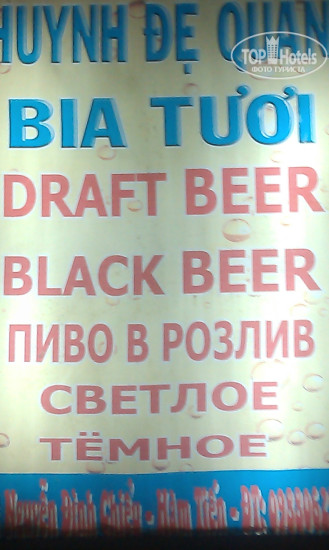 HUYNH ĐỆ QUÁN
TOP Hotels
ФОТО ТУРИСТА
BIA TƯƠI
DRAFT BEER
BLACK BEER
ПИВО В РОЗЛИВ
СВЕТЛОЕ
ТЁМНОЕ
Nguyễn Đình Chiểu - Hàm Tiến - ĐT: